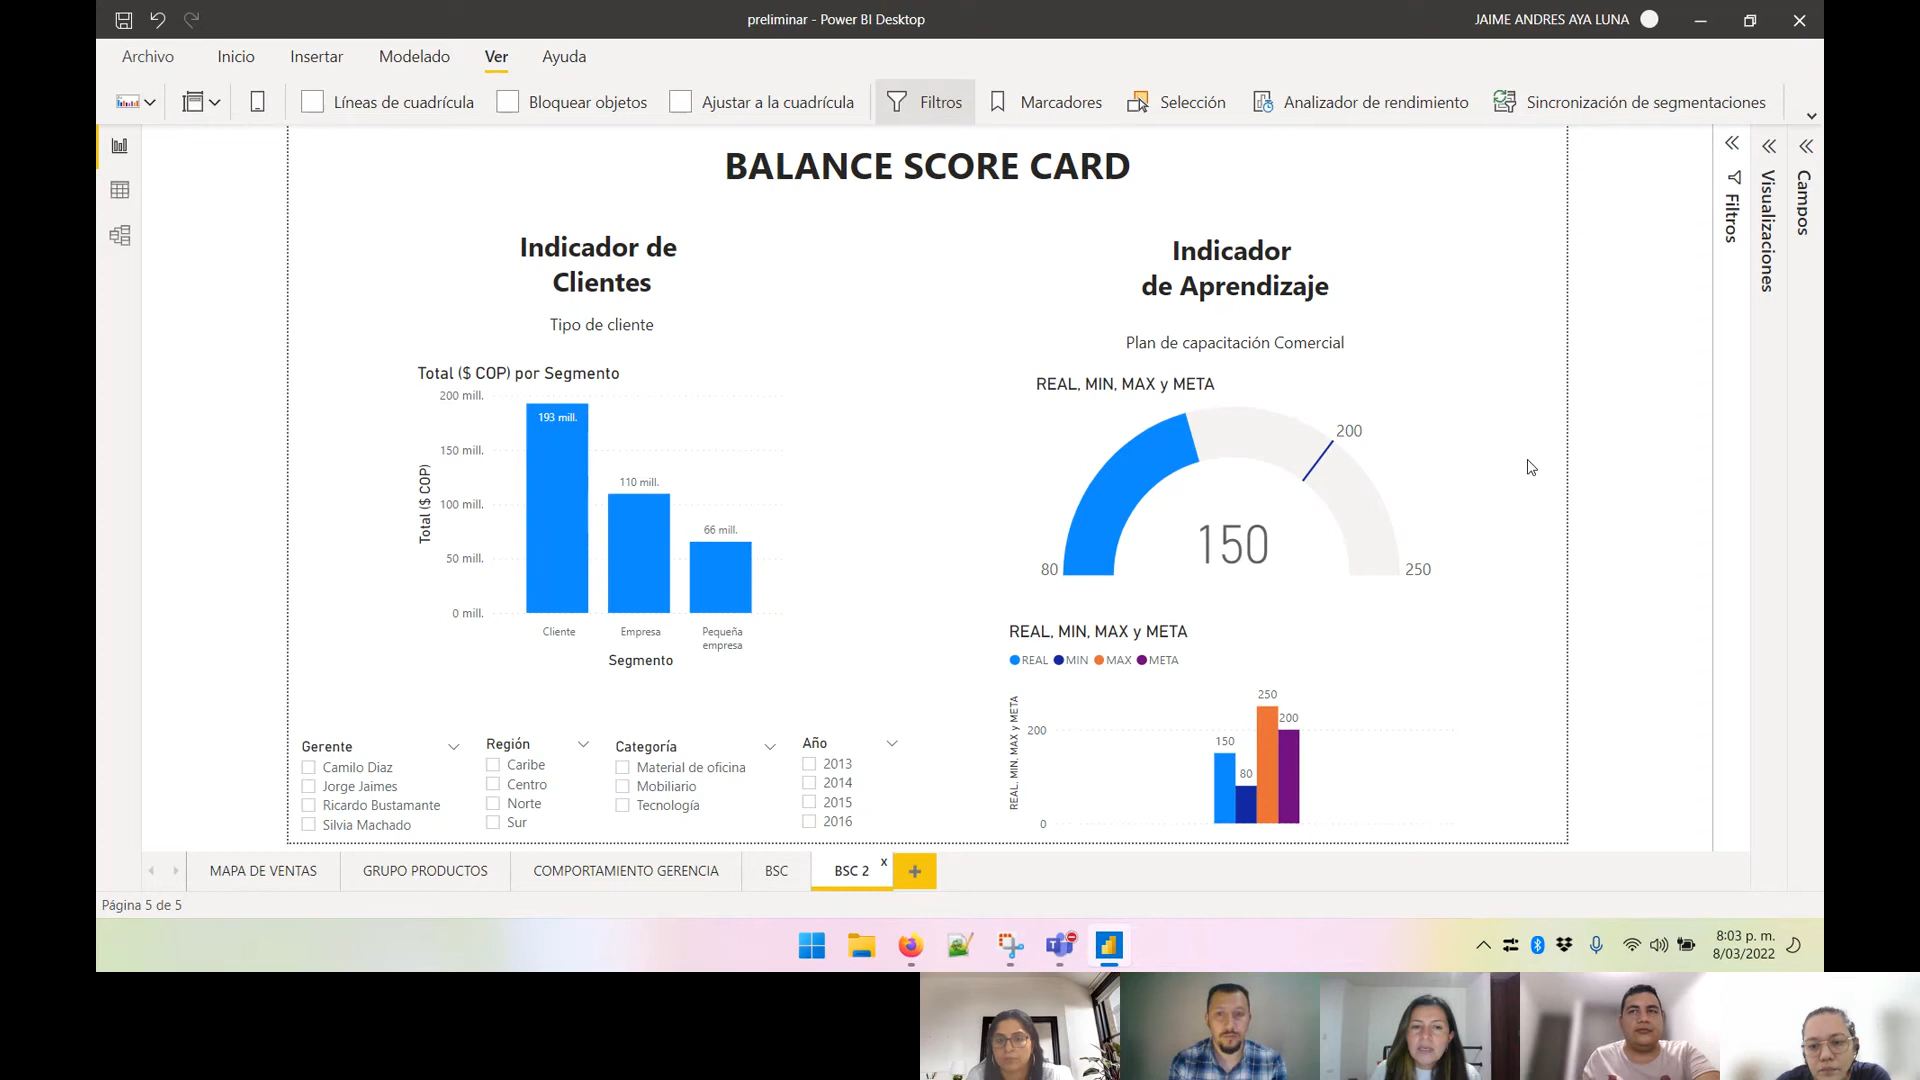 preliminar - Power BI Desktop
JAIME ANDRES AYA LUNA
Archivo Inicio Insertar Modelado Ver Ayuda
Líneas de cuadrícula Bloquear objetos Ajustar a la cuadrícula Filtros Marcadores Selección Analizador de rendimiento Sincronización de segmentaciones
BALANCE SCORE CARD
Indicador de
Clientes
Tipo de cliente
Total ($ COP) por Segmento
200 mill.
150 mill.
100 mill.
50 mill.
0 mill.
Total ($ COP)
193 mill.
110 mill.
66 mill.
Cliente Empresa Pequeña
empresa
Segmento
Indicador
de Aprendizaje
Plan de capacitación Comercial
REAL, MIN, MAX y META
200
150
80
250
REAL, MIN, MAX y META
REAL MIN MAX META
REAL, MIN, MAX y META
200
0
150
80
250
200
Gerente
Camilo Diaz
Jorge Jaimes
Ricardo Bustamante
Silvia Machado
Región
Caribe
Centro
Norte
Sur
Categoría
Material de oficina
Mobiliario
Tecnología
Año
2013
2014
2015
2016
Filtros
Visualizaciones
Campos
MAPA DE VENTAS GRUPO PRODUCTOS COMPORTAMIENTO GERENCIA BSC BSC 2 x +
Página 5 de 5
8:03 p. m.
8/03/2022